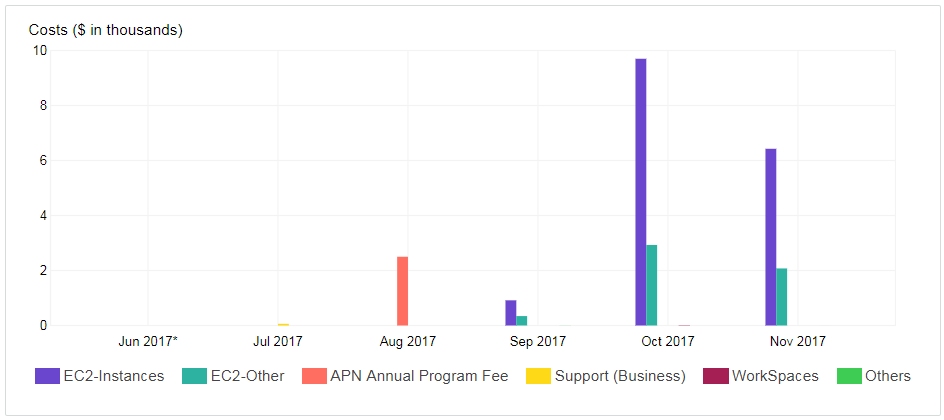 Costs ($ in thousands)
10
8
6
4
2
0
Jun 2017* Jul 2017 Aug 2017 Sep 2017 Oct 2017 Nov 2017
EC2-Instances EC2-Other APN Annual Program Fee Support (Business) WorkSpaces Others